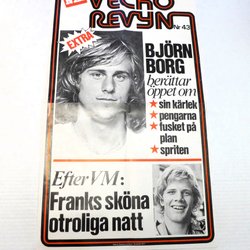 VECKO
REVYN
Nr 43
EXTRA
BJÖRN
BORG
berättar
öppet om
★ sin kärlek
★ pengarna
★ fusket på
plan
★ spriten
Efter VM:
Franks sköna
otroliga natt